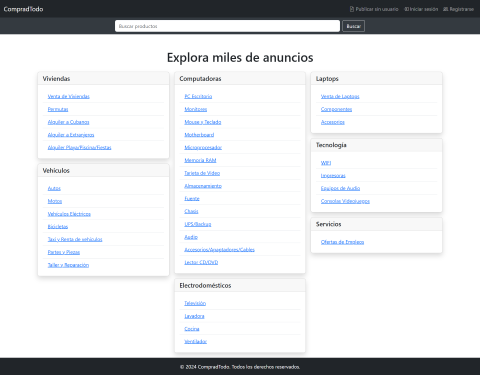 CompradTodo
Publicar sin usuario
Iniciar sesión
Registrarse
Buscar productos
Buscar
Explora miles de anuncios
Viviendas
Venta de Viviendas
Permutas
Alquiler a Cubanos
Alquiler a Extranjeros
Alquiler Playa/Piscina/Fiestas
Vehículos
Autos
Motos
Vehículos Eléctricos
Bicicletas
Taxi y Renta de vehículos
Partes y Piezas
Taller y Reparación
Computadoras
PC Escritorio
Monitores
Mouse y Teclado
Motherboard
Microprocesador
Memoria RAM
Tarjeta de Video
Almacenamiento
Fuente
Chasis
UPS/Backup
Audio
Accesorios/Adaptadores/Cables
Lector CD/DVD
Electrodomésticos
Televisión
Lavadora
Cocina
Ventilador
Laptops
Venta de Laptops
Componentes
Accesorios
Tecnología
WIFI
Impresoras
Equipos de Audio
Consolas Videojuegos
Servicios
Ofertas de Empleos
© 2024 CompradTodo. Todos los derechos reservados.